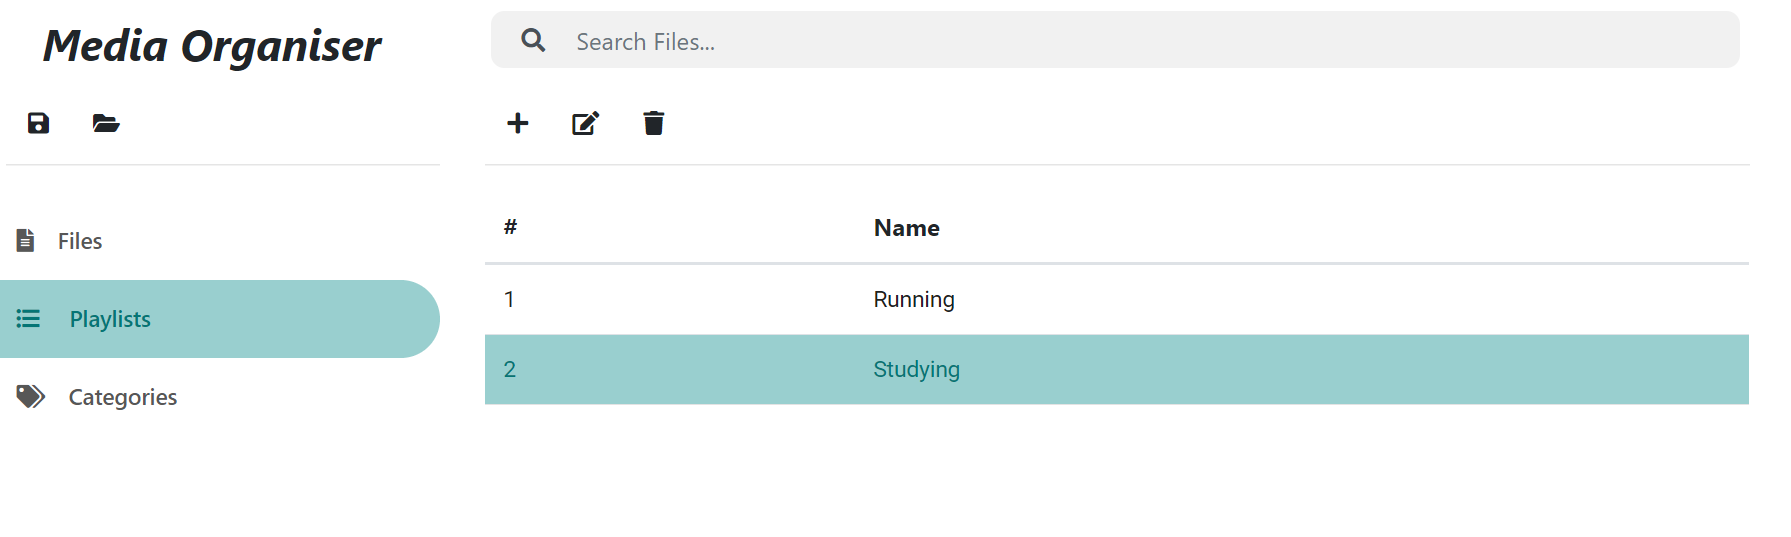 Media Organiser
Search Files...
Files
Playlists
Categories
# Name
1 Running
2 Studying